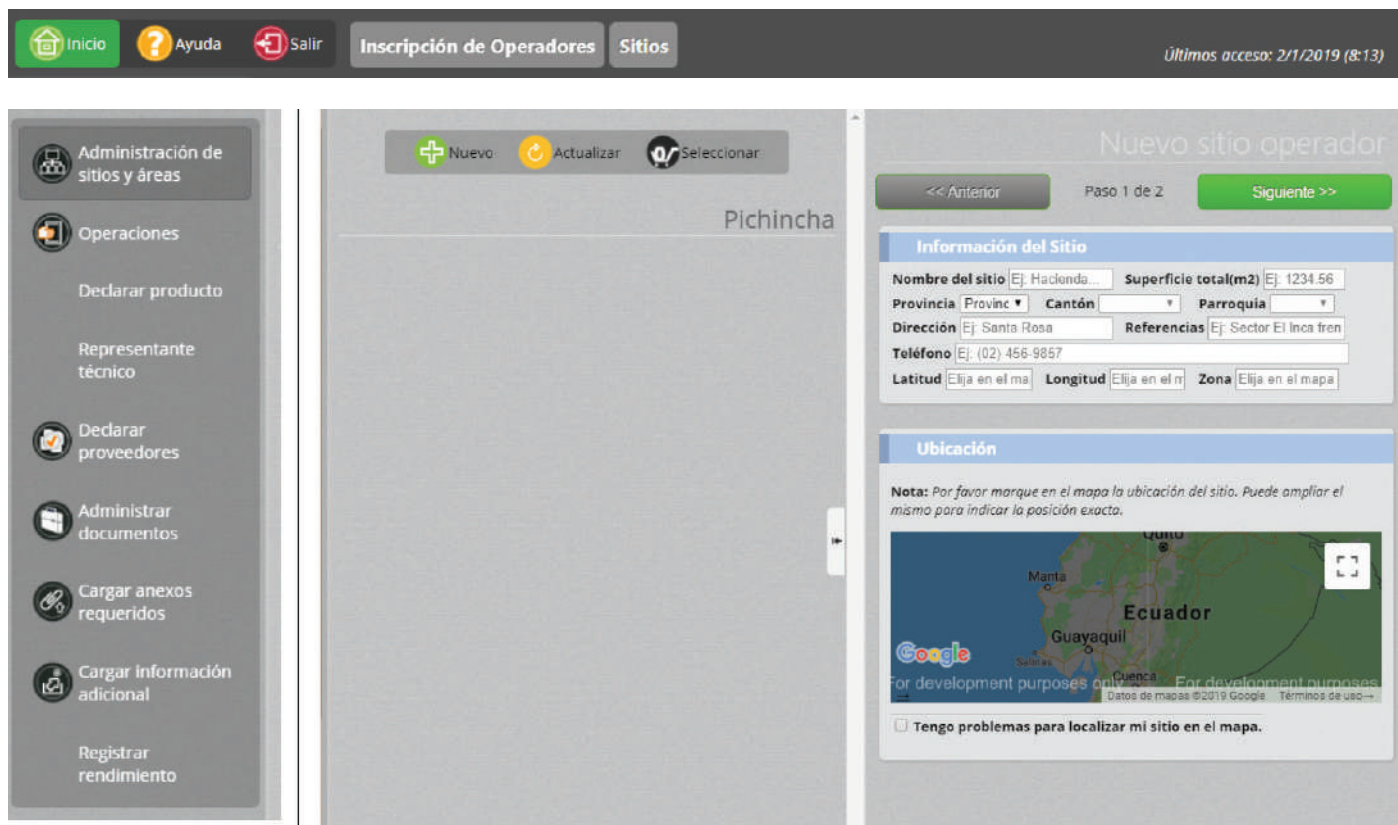 Inicio Ayuda Salir Inscripción de Operadores Sitios
Últimos acceso: 2/1/2019 (8:13)
Administración de
sitios y áreas
Operaciones
Declarar producto
Representante
técnico
Declarar
proveedores
Administrar
documentos
Cargar anexos
requeridos
Cargar información
adicional
Registrar
rendimiento
Nuevo Actualizar Seleccionar
Pichincha
Nuevo sitio operador
<< Anterior Paso 1 de 2 Siguiente >>
Información del Sitio
Nombre del sitio Ej: Hacienda... Superficie total(m2) Ej: 1234.56
Provincia Provinc Cantón Parroquia
Dirección Ej: Santa Rosa Referencias Ej: Sector El Inca fren
Teléfono Ej: (02) 456-9857
Latitud Elija en el ma Longitud Elija en el m Zona Elija en el mapa
Ubicación
Nota: Por favor marque en el mapa la ubicación del sitio. Puede ampliar el
mismo para indicar la posición exacta.
Quito
Manta
Ecuador
Guayaquil
Google
Salinas
Cuenca
For development purposes only For development purposes
Datos de mapas ©2019 Google Términos de uso
Tengo problemas para localizar mi sitio en el mapa.